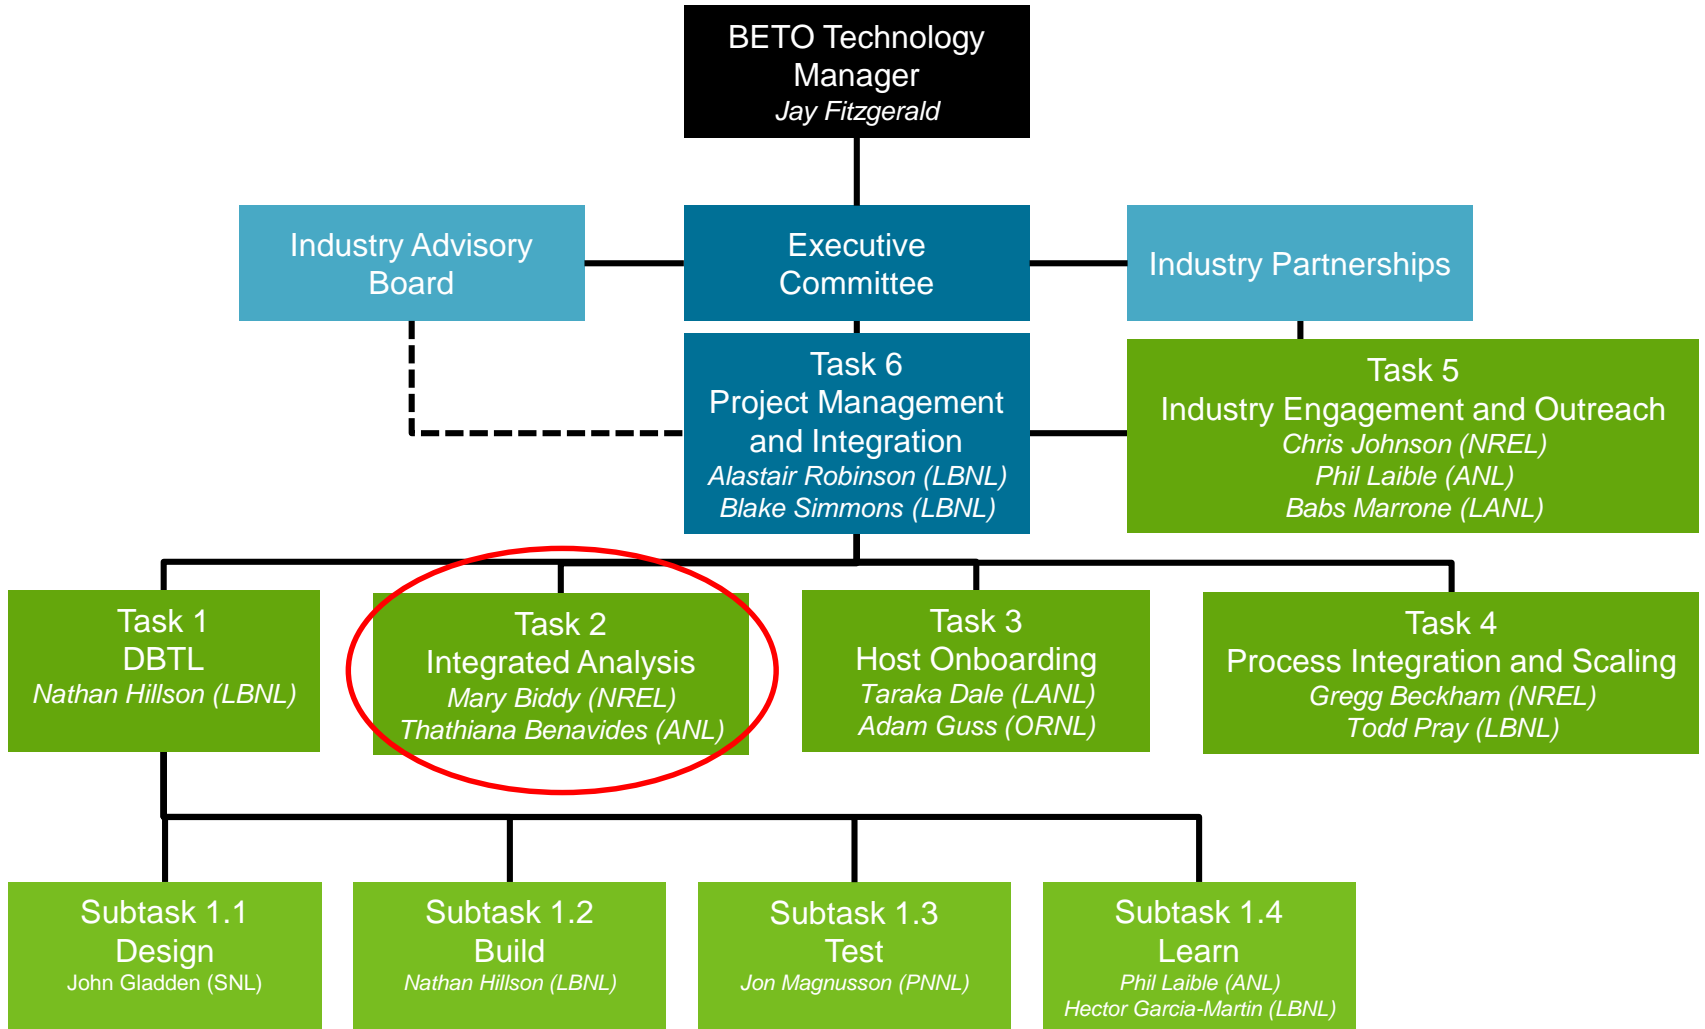 BETO Technology
Manager
Jay Fitzgerald
Industry Advisory
Board
Executive
Committee
Industry Partnerships
Task 6
Project Management
and Integration
Alastair Robinson (LBNL)
Blake Simmons (LBNL)
Task 5
Industry Engagement and Outreach
Chris Johnson (NREL)
Phil Laible (ANL)
Babs Marrone (LANL)
Task 1
DBTL
Nathan Hillson (LBNL)
Task 2
Integrated Analysis
Mary Biddy (NREL)
Thathiana Benavides (ANL)
Task 3
Host Onboarding
Taraka Dale (LANL)
Adam Guss (ORNL)
Task 4
Process Integration and Scaling
Gregg Beckham (NREL)
Todd Pray (LBNL)
Subtask 1.1
Design
John Gladden (SNL)
Subtask 1.2
Build
Nathan Hillson (LBNL)
Subtask 1.3
Test
Jon Magnusson (PNNL)
Subtask 1.4
Learn
Phil Laible (ANL)
Hector Garcia-Martin (LBNL)